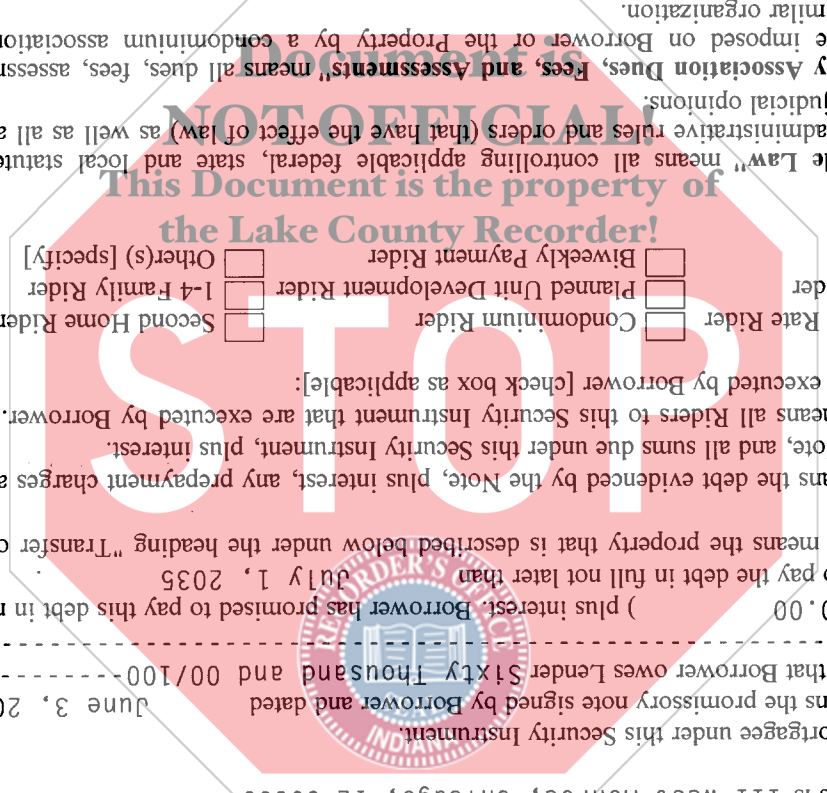 ortgagee under this Security Instrument.
ns the promissory note signed by Borrower and dated June 3, 20
that Borrower owes Lender Sixty Thousand and 00/100--------
0.00 ) plus interest. Borrower has promised to pay this debt in r
o pay the debt in full not later than July 1, 2035 .
means the property that is described below under the heading "Transfer o
ans the debt evidenced by the Note, plus interest, any prepayment charges a
ote, and all sums due under this Security Instrument, plus interest.
neans all Riders to this Security Instrument that are executed by Borrower.
executed by Borrower [check box as applicable]:
Rate Rider Condominium Rider Second Home Rider
der Planned Unit Development Rider 1-4 Family Rider
Biweekly Payment Rider Other(s) [specify]
le Law" means all controlling applicable federal, state and local statute
administrative rules and orders (that have the effect of law) as well as all a
judicial opinions.
y Association Dues, Fees, and Assessments" means all dues, fees, assessm
e imposed on Borrower or the Property by a condominium associatio
milar organization.
Document is
NOT OFFICIAL!
This Document is the property of
the Lake County Recorder!
STOP
RECORDER'S OFFICE
SEAL
INDIANA